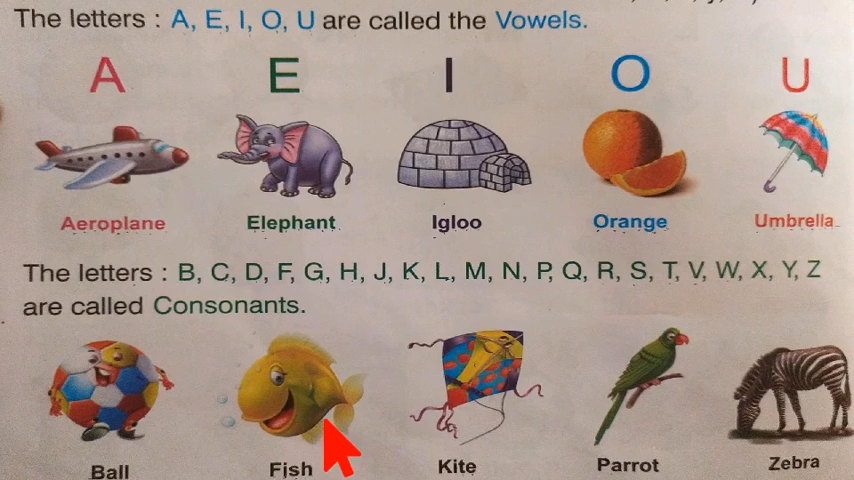 The letters : A, E, I, O, U are called the Vowels.
A E I O U
Aeroplane Elephant Igloo Orange Umbrella
The letters : B, C, D, F, G, H, J, K, L, M, N, P, Q, R, S, T, V, W, X, Y, Z
are called Consonants.
Ball Fish Kite Parrot Zebra